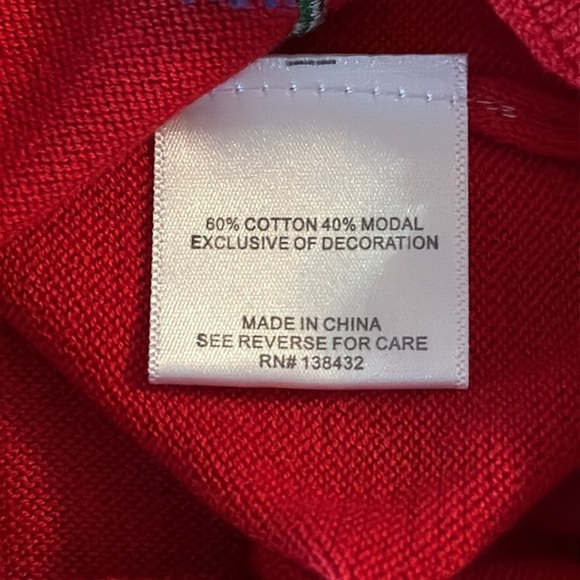 60% COTTON 40% MODAL
EXCLUSIVE OF DECORATION
MADE IN CHINA
SEE REVERSE FOR CARE
RN# 138432